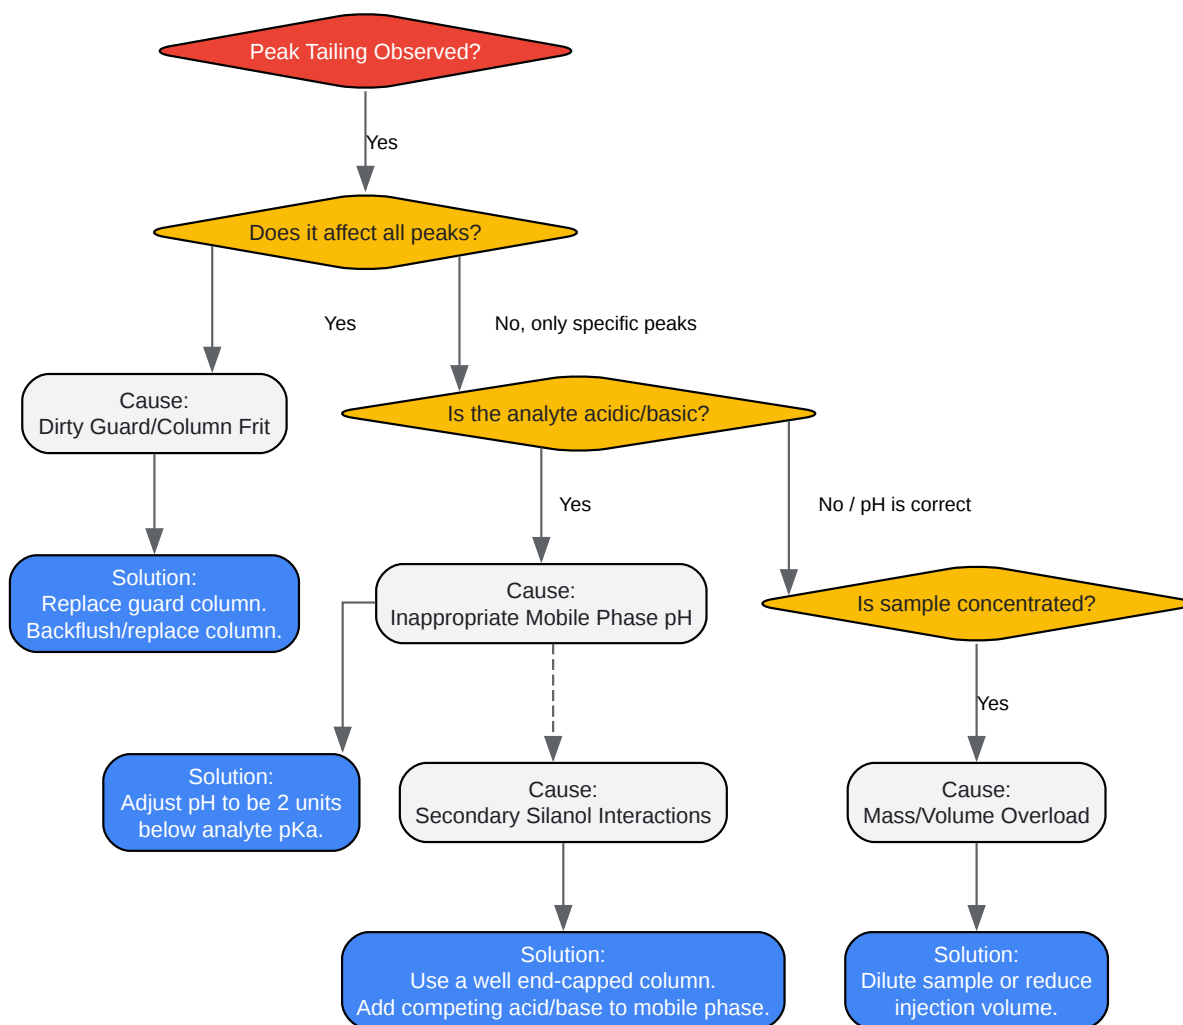 Peak Tailing Observed?
Yes
Does it affect all peaks?
Yes
No, only specific peaks
Cause:
Dirty Guard/Column Frit
Is the analyte acidic/basic?
Yes
No / pH is correct
Solution:
Replace guard column.
Backflush/replace column.
Cause:
Inappropriate Mobile Phase pH
Is sample concentrated?
Yes
Solution:
Adjust pH to be 2 units
below analyte pKa.
Cause:
Secondary Silanol Interactions
Cause:
Mass/Volume Overload
Solution:
Use a well end-capped column.
Add competing acid/base to mobile phase.
Solution:
Dilute sample or reduce
injection volume.